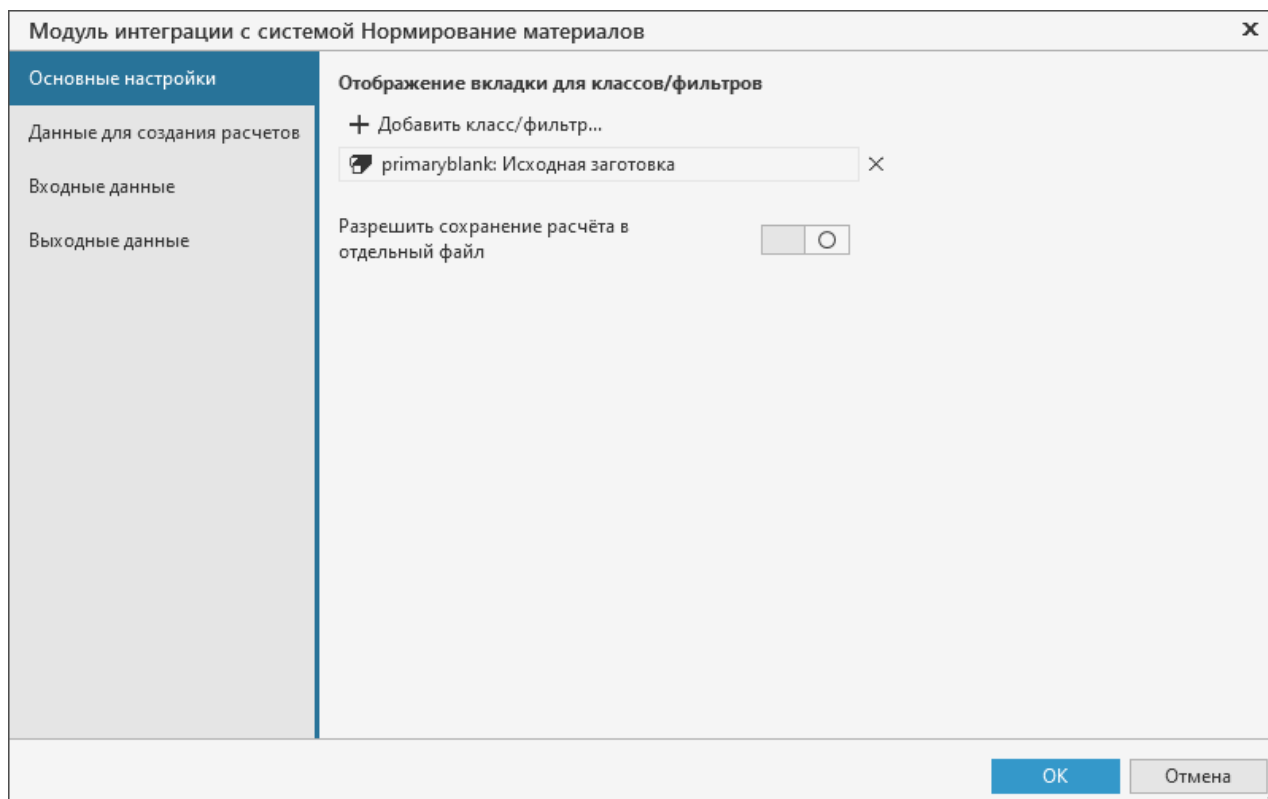 Модуль интеграции с системой Нормирование материалов
Основные настройки
Данные для создания расчетов
Входные данные
Выходные данные
Отображение вкладки для классов/фильтров
Добавить класс/фильтр...
primaryblank: Исходная заготовка
Разрешить сохранение расчёта в
отдельный файл
ОК
Отмена